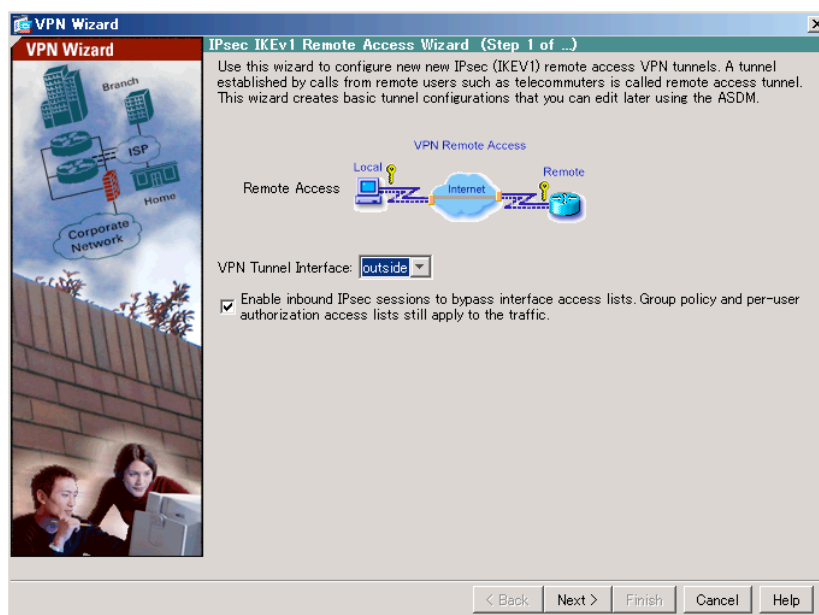 VPN Wizard
VPN Wizard
IPsec IKEv1 Remote Access Wizard (Step 1 of ...)
Use this wizard to configure new new IPsec (IKEV1) remote access VPN tunnels. A tunnel
established by calls from remote users such as telecommuters is called remote access tunnel.
This wizard creates basic tunnel configurations that you can edit later using the ASDM.
Branch
ISP
Home
Corporate
Network
VPN Remote Access
Local
Remote
Remote Access
Internet
VPN Tunnel Interface: outside
Enable inbound IPsec sessions to bypass interface access lists. Group policy and per-user
authorization access lists still apply to the traffic.
< Back Next > Finish Cancel Help